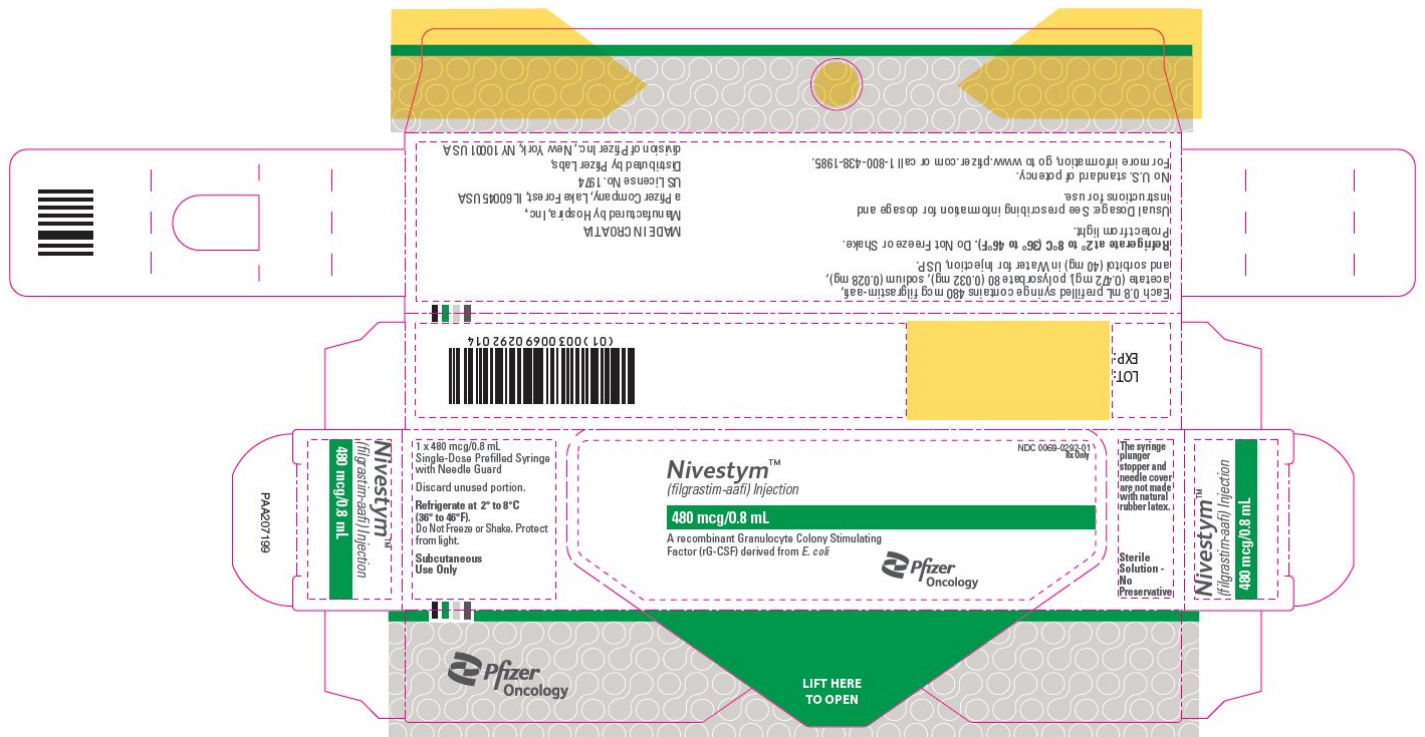 MADE IN CROATIA
Manufactured by Hospira, Inc.,
a Pfizer Company, Lake Forest, IL 60045 USA
US License No. 1974
Distributed by Pfizer Labs,
division of Pfizer Inc., New York, NY 10001 USA
Each 0.8 mL prefilled syringe contains 480 mcg filgrastim-aafi,
acetate (0.472 mg), polysorbate 80 (0.032 mg), sodium (0.028 mg),
and sorbitol (40 mg) in Water for Injection, USP.
Refrigerate at 2° to 8°C (36° to 46°F). Do Not Freeze or Shake.
Protect from light.
Usual Dosage: See prescribing information for dosage and
instructions for use.
No U.S. standard of potency.
For more information, go to www.pfizer.com or call 1-800-438-1985.
(01)00300690292014
LOT:
EXP:
PAA207199
Nivestym™
(filgrastim-aafi) Injection
480 mcg/0.8 mL
1 x 480 mcg/0.8 mL
Single-Dose Prefilled Syringe
with Needle Guard
Discard unused portion.
Refrigerate at 2° to 8°C
(36° to 46°F).
Do Not Freeze or Shake. Protect
from light.
Subcutaneous
Use Only
NDC 0069-0292-01
Rx Only
Nivestym™
(filgrastim-aafi) Injection
480 mcg/0.8 mL
A recombinant Granulocyte Colony Stimulating
Factor (rG-CSF) derived from E. coli
Pfizer
Oncology
The syringe
plunger
stopper and
needle cover
are not made
with natural
rubber latex.
Sterile
Solution -
No
Preservative
Nivestym™
(filgrastim-aafi) Injection
480 mcg/0.8 mL
Pfizer
Oncology
LIFT HERE
TO OPEN